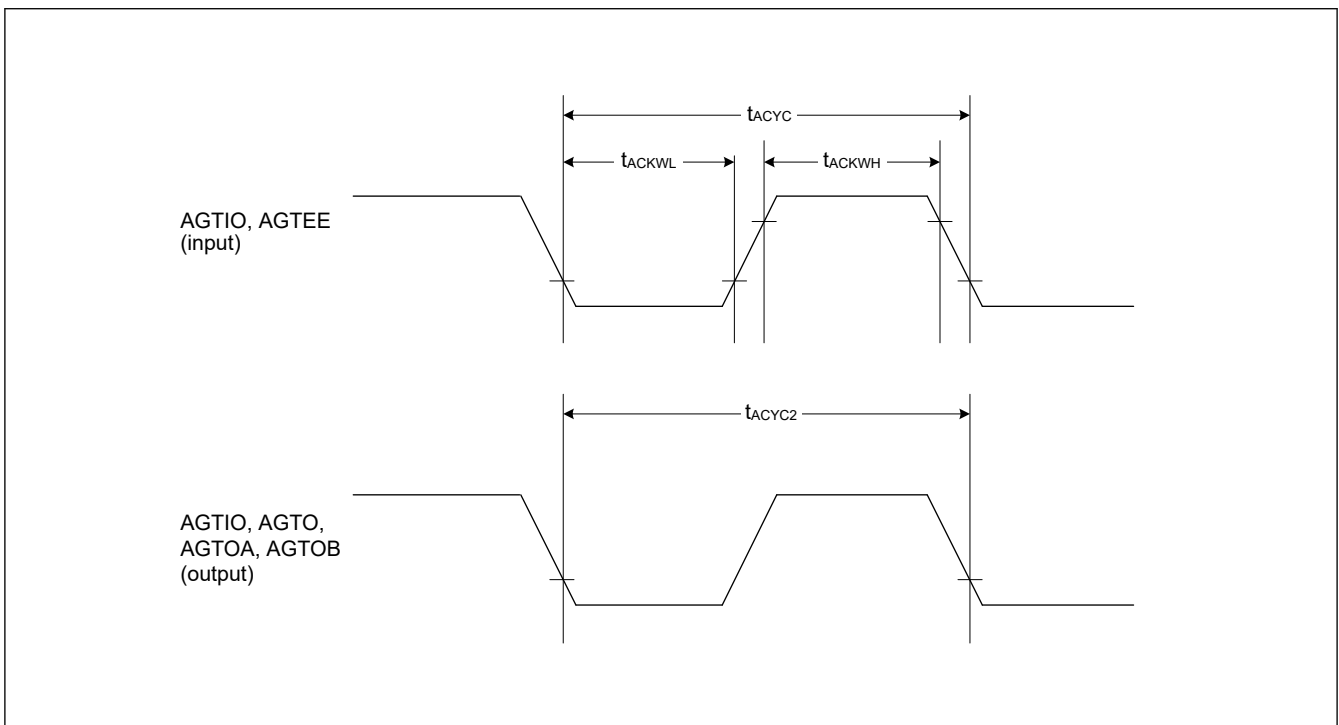 tACYC
tACKWL
tACKWH
AGTIO, AGTEE
(input)
tACYC2
AGTIO, AGTO,
AGTOA, AGTOB
(output)